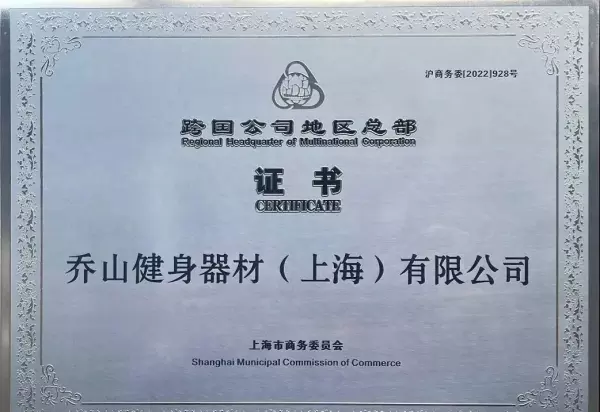 沪商务委[2022]928号
跨国公司地区总部
Regional Headquarter of Multinational Corporation
证书
CERTIFICATE
乔山健身器材（上海）有限公司
上海市商务委员会
Shanghai Municipal Commission of Commerce